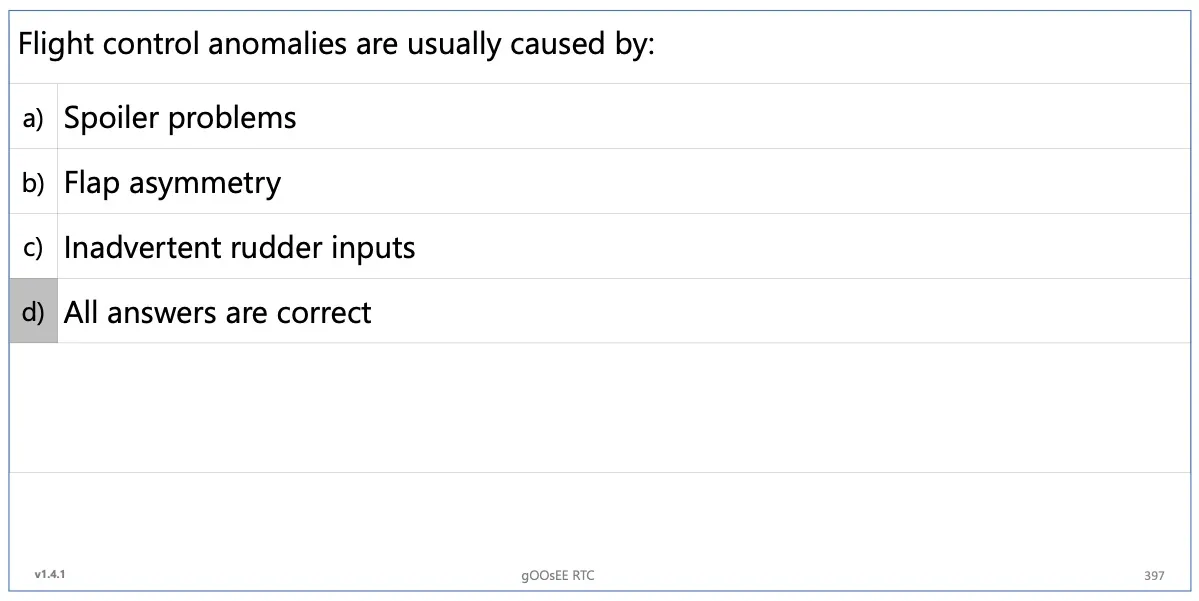 Flight control anomalies are usually caused by:
a) Spoiler problems
b) Flap asymmetry
c) Inadvertent rudder inputs
d) All answers are correct
v1.4.1 gOOsEE RTC 397